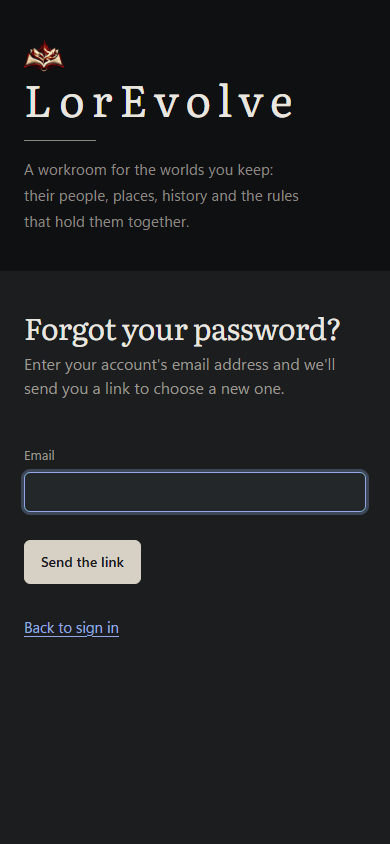 LorEvolve
A workroom for the worlds you keep:
their people, places, history and the rules
that hold them together.
Forgot your password?
Enter your account's email address and we'll
send you a link to choose a new one.
Email
Send the link
Back to sign in